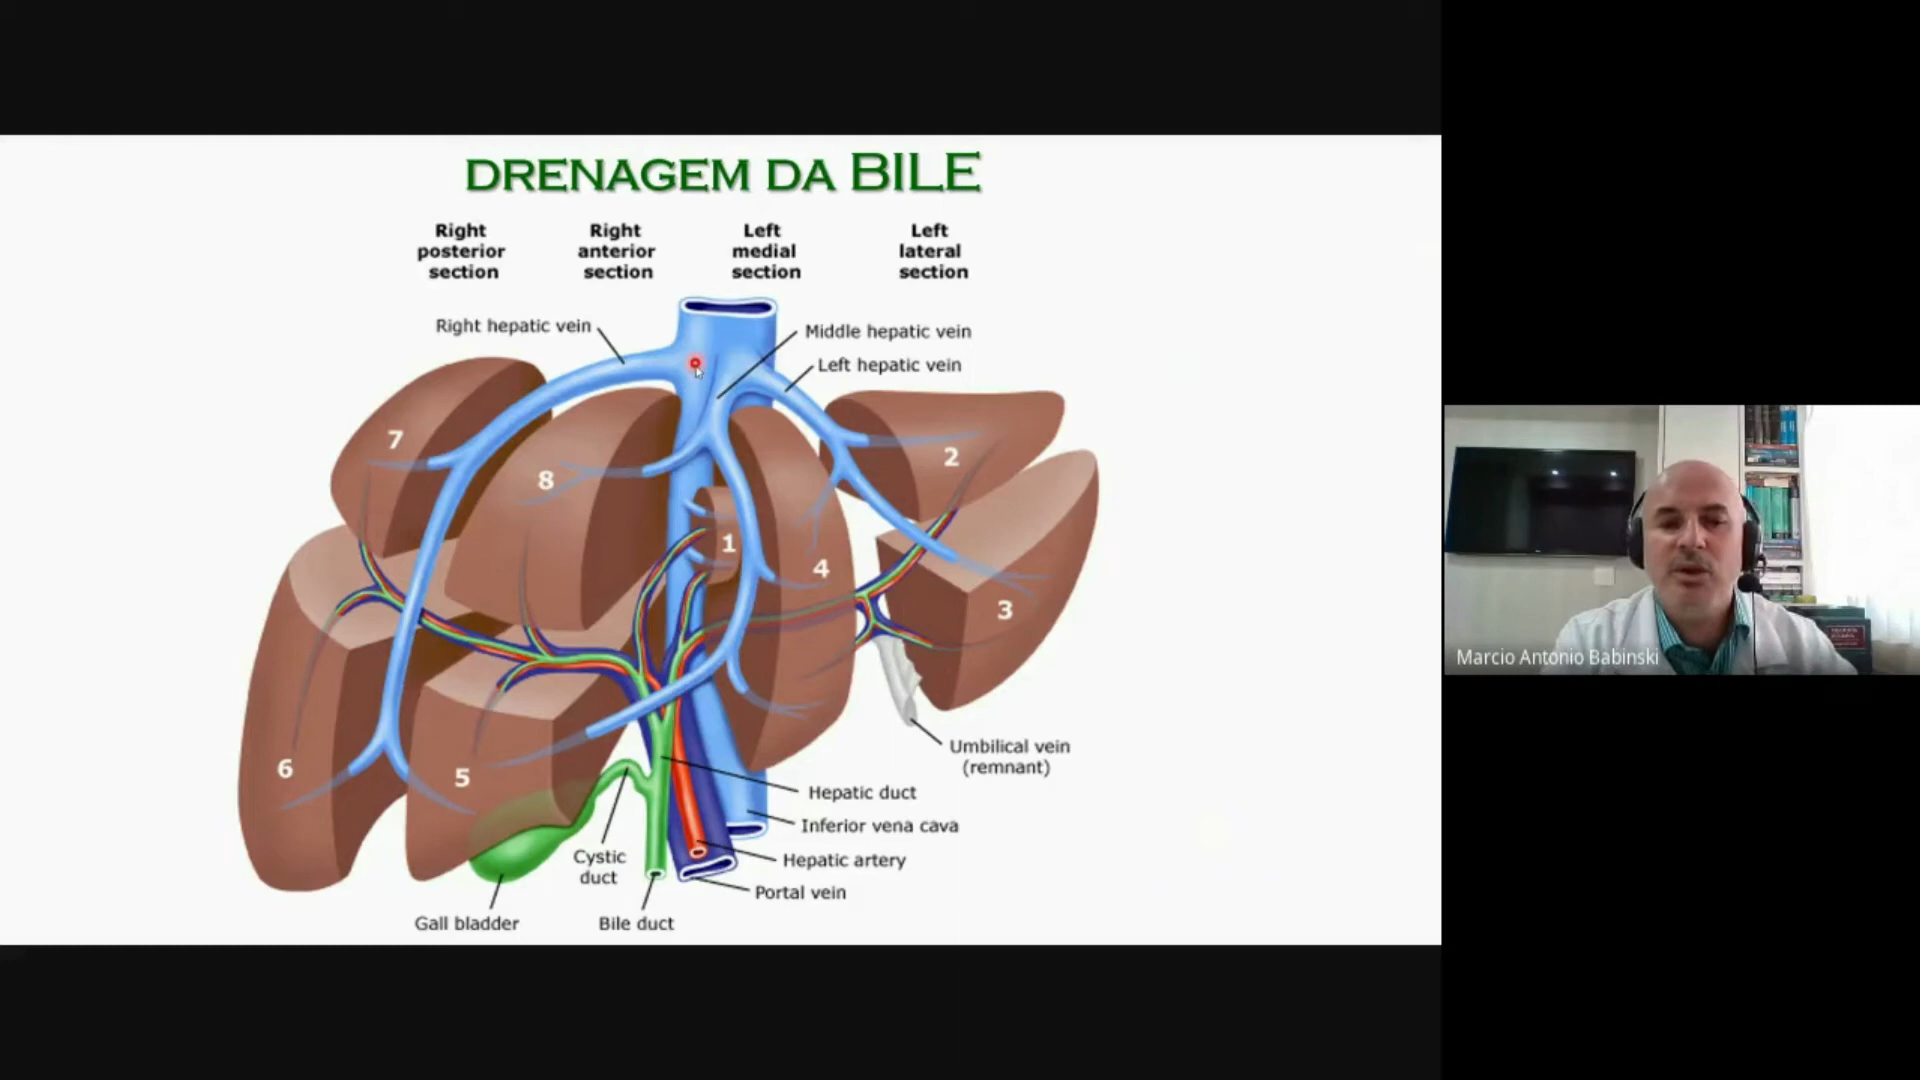 DRENAGEM DA BILE
Right posterior section
Right anterior section
Left medial section
Left lateral section
Right hepatic vein
Middle hepatic vein
Left hepatic vein
7
8
2
1
4
3
6
5
Umbilical vein
(remnant)
Hepatic duct
Inferior vena cava
Hepatic artery
Portal vein
Cystic
duct
Gall bladder
Bile duct
Marcio Antonio Babinski